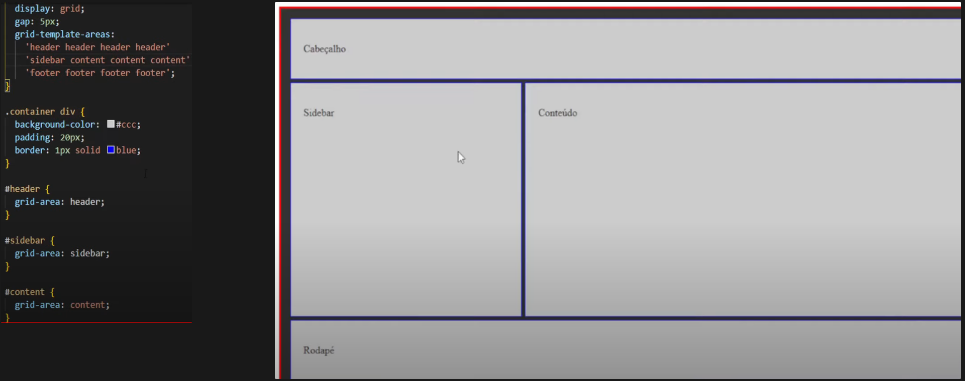 display: grid;
gap: 5px;
grid-template-areas:
'header header header header'
'sidebar content content content'
'footer footer footer footer';
}
.container div {
background-color: #ccc;
padding: 20px;
border: 1px solid blue;
}
#header {
grid-area: header;
}
#sidebar {
grid-area: sidebar;
}
#content {
grid-area: content;
}
Cabeçalho
Sidebar
Conteúdo
Rodapé